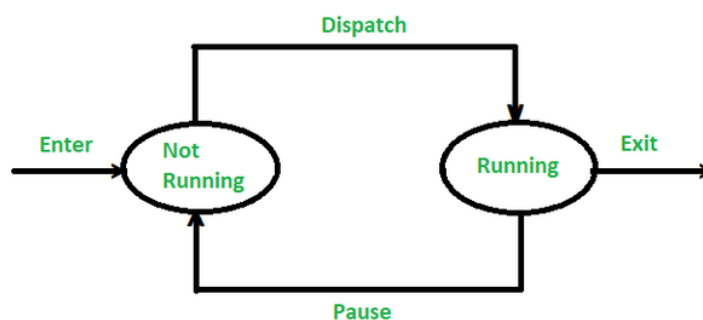 Dispatch
Enter
Not
Running
Running
Exit
Pause